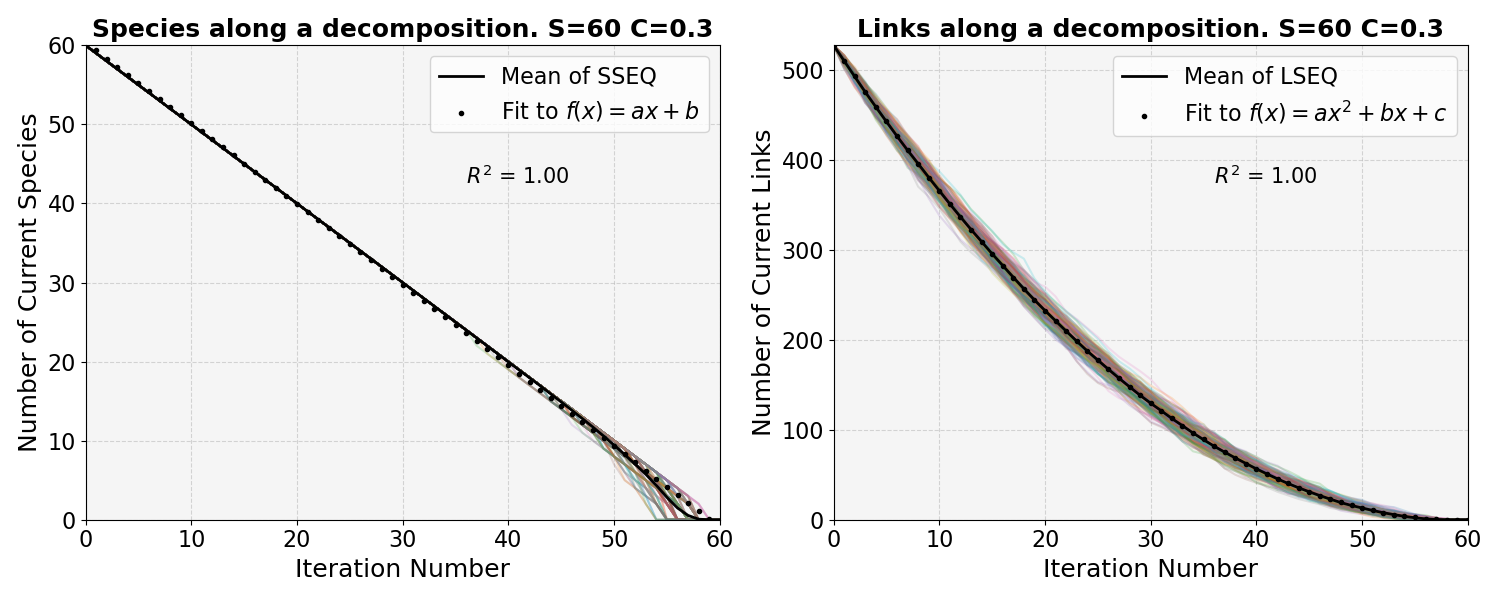 Species along a decomposition. S=60 C=0.3
Number of Current Species
60
50
40
30
20
10
0
Mean of SSEQ
Fit to f(x) = ax + b
R² = 1.00
0 10 20 30 40 50 60
Iteration Number
Links along a decomposition. S=60 C=0.3
Number of Current Links
500
400
300
200
100
0
Mean of LSEQ
Fit to f(x) = ax² + bx + c
R² = 1.00
0 10 20 30 40 50 60
Iteration Number